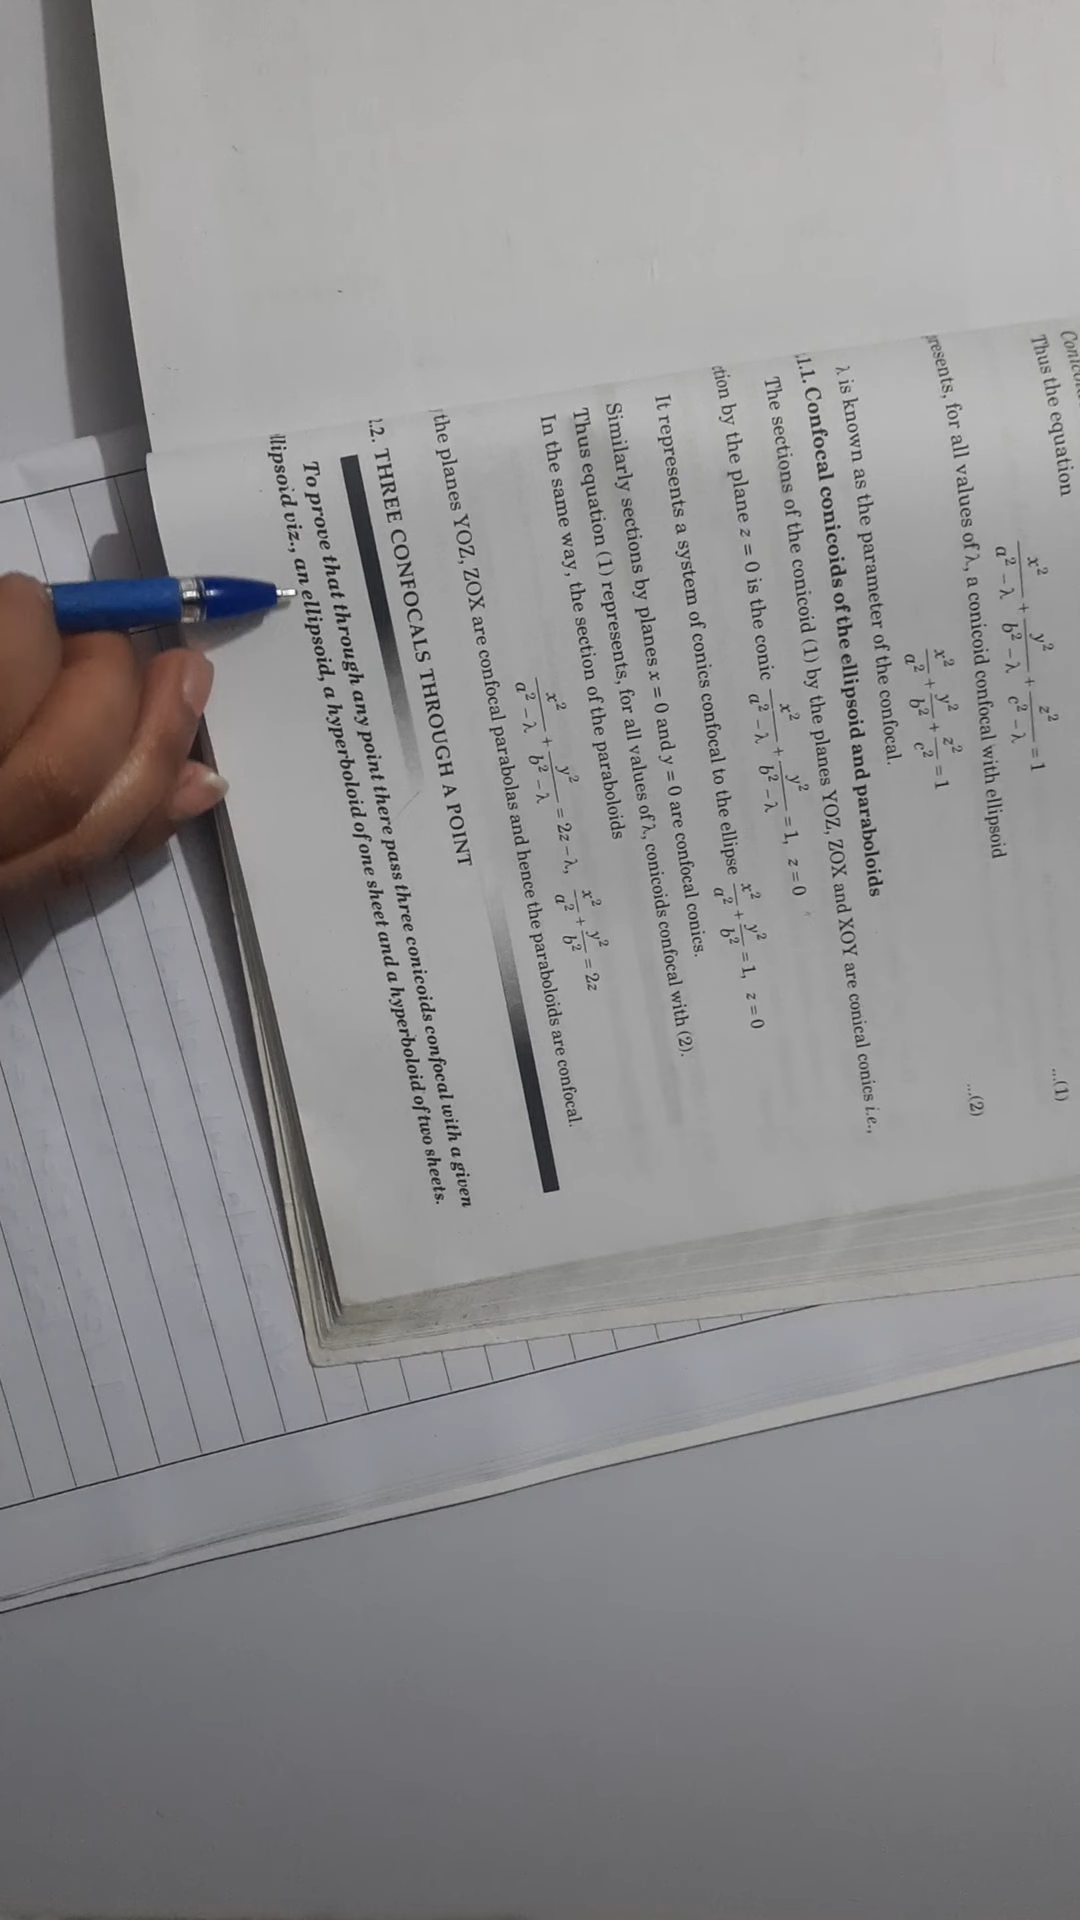 Thus the equation
x²/(a² − λ) + y²/(b² − λ) + z²/(c² − λ) = 1 ...(1)
presents, for all values of λ, a conicoid confocal with ellipsoid
x²/a² + y²/b² + z²/c² = 1 ...(2)
λ is known as the parameter of the confocal.
.1.1. Confocal conicoids of the ellipsoid and paraboloids
The sections of the conicoid (1) by the planes YOZ, ZOX and XOY are conical conics i.e.,
ction by the plane z = 0 is the conic x²/(a² − λ) + y²/(b² − λ) = 1, z = 0
It represents a system of conics confocal to the ellipse x²/a² + y²/b² = 1, z = 0
Similarly sections by planes x = 0 and y = 0 are confocal conics.
Thus equation (1) represents, for all values of λ, conicoids confocal with (2).
In the same way, the section of the paraboloids
x²/(a² − λ) + y²/(b² − λ) = 2z − λ, x²/a² + y²/b² = 2z
the planes YOZ, ZOX are confocal parabolas and hence the paraboloids are confocal.
.2. THREE CONFOCALS THROUGH A POINT
To prove that through any point there pass three conicoids confocal with a given
llipsoid viz., an ellipsoid, a hyperboloid of one sheet and a hyperboloid of two sheets.